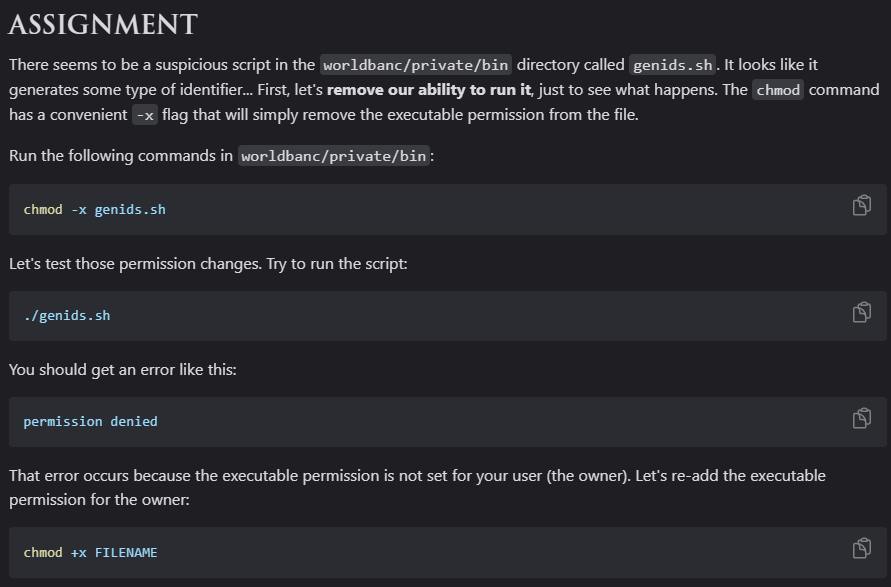 ASSIGNMENT
There seems to be a suspicious script in the worldbanc/private/bin directory called genids.sh. It looks like it
generates some type of identifier... First, let's remove our ability to run it, just to see what happens. The chmod command
has a convenient -x flag that will simply remove the executable permission from the file.
Run the following commands in worldbanc/private/bin:
chmod -x genids.sh
Let's test those permission changes. Try to run the script:
./genids.sh
You should get an error like this:
permission denied
That error occurs because the executable permission is not set for your user (the owner). Let's re-add the executable
permission for the owner:
chmod +x FILENAME